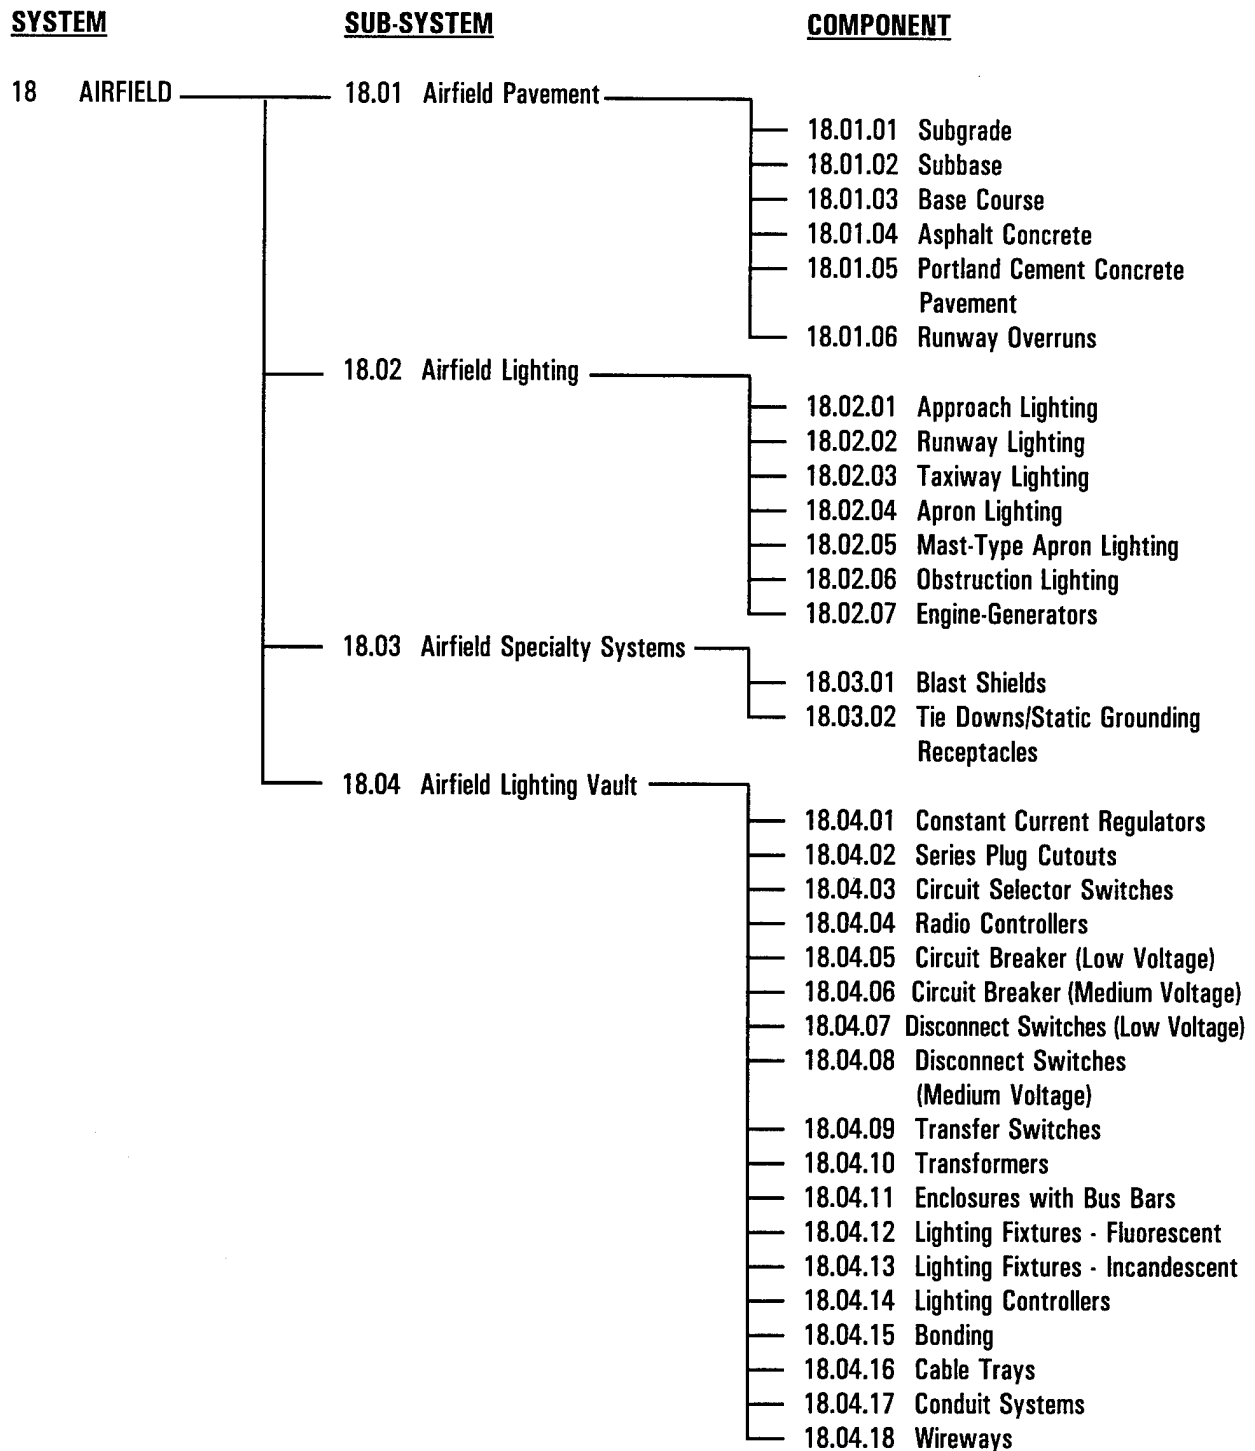 SYSTEM SUB-SYSTEM COMPONENT
18 AIRFIELD 18.01 Airfield Pavement
18.01.01 Subgrade
18.01.02 Subbase
18.01.03 Base Course
18.01.04 Asphalt Concrete
18.01.05 Portland Cement Concrete
Pavement
18.01.06 Runway Overruns
18.02 Airfield Lighting
18.02.01 Approach Lighting
18.02.02 Runway Lighting
18.02.03 Taxiway Lighting
18.02.04 Apron Lighting
18.02.05 Mast-Type Apron Lighting
18.02.06 Obstruction Lighting
18.02.07 Engine-Generators
18.03 Airfield Specialty Systems
18.03.01 Blast Shields
18.03.02 Tie Downs/Static Grounding
Receptacles
18.04 Airfield Lighting Vault
18.04.01 Constant Current Regulators
18.04.02 Series Plug Cutouts
18.04.03 Circuit Selector Switches
18.04.04 Radio Controllers
18.04.05 Circuit Breaker (Low Voltage)
18.04.06 Circuit Breaker (Medium Voltage)
18.04.07 Disconnect Switches (Low Voltage)
18.04.08 Disconnect Switches
(Medium Voltage)
18.04.09 Transfer Switches
18.04.10 Transformers
18.04.11 Enclosures with Bus Bars
18.04.12 Lighting Fixtures - Fluorescent
18.04.13 Lighting Fixtures - Incandescent
18.04.14 Lighting Controllers
18.04.15 Bonding
18.04.16 Cable Trays
18.04.17 Conduit Systems
18.04.18 Wireways